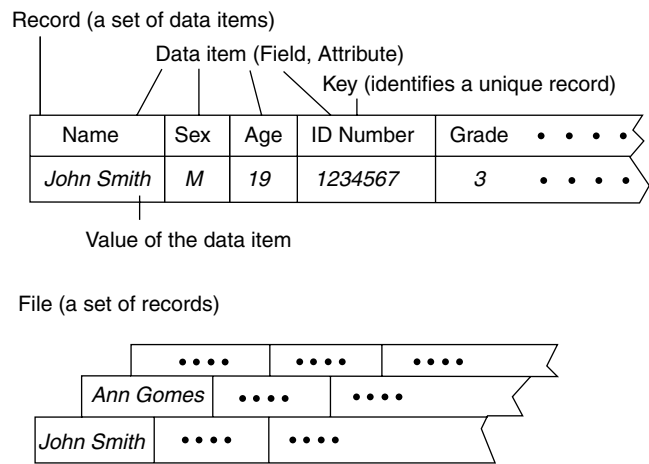 Record (a set of data items)
Data item (Field, Attribute)
Key (identifies a unique record)
Name Sex Age ID Number Grade • • • •
John Smith M 19 1234567 3 • • • •
Value of the data item
File (a set of records)
•••• •••• ••••
Ann Gomes •••• ••••
John Smith •••• ••••